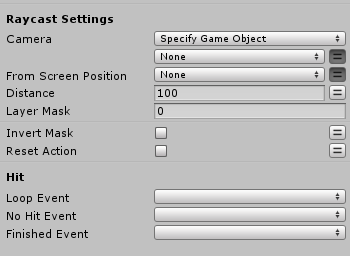 Raycast Settings
Camera Specify Game Object
None
From Screen Position None
Distance 100
Layer Mask 0
Invert Mask
Reset Action
Hit
Loop Event
No Hit Event
Finished Event